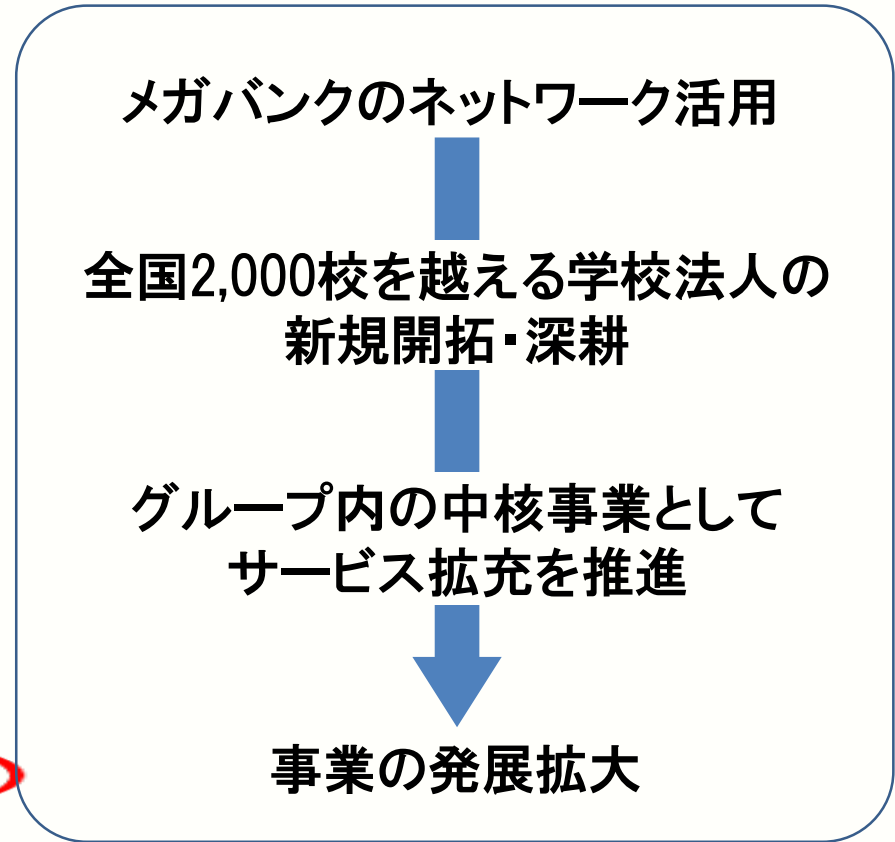 メガバンクのネットワーク活用
全国2,000校を越える学校法人の
新規開拓・深耕
グループ内の中核事業として
サービス拡充を推進
事業の発展拡大